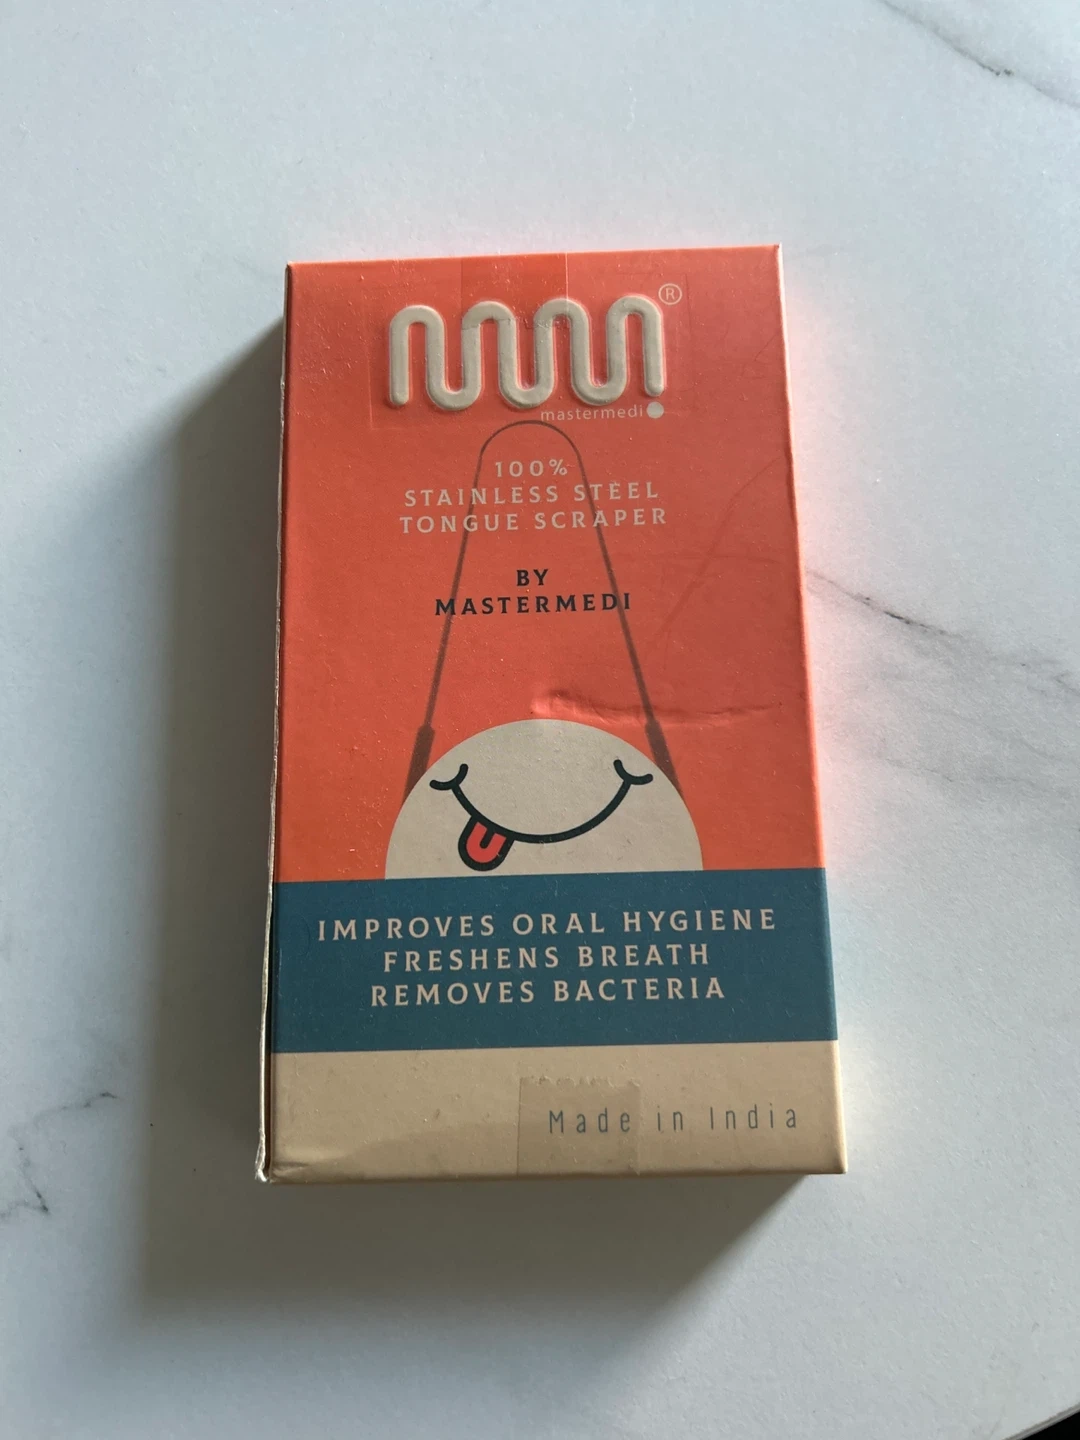 ®
mastermedi
100%
STAINLESS STEEL
TONGUE SCRAPER
BY
MASTERMEDI
IMPROVES ORAL HYGIENE
FRESHENS BREATH
REMOVES BACTERIA
Made in India